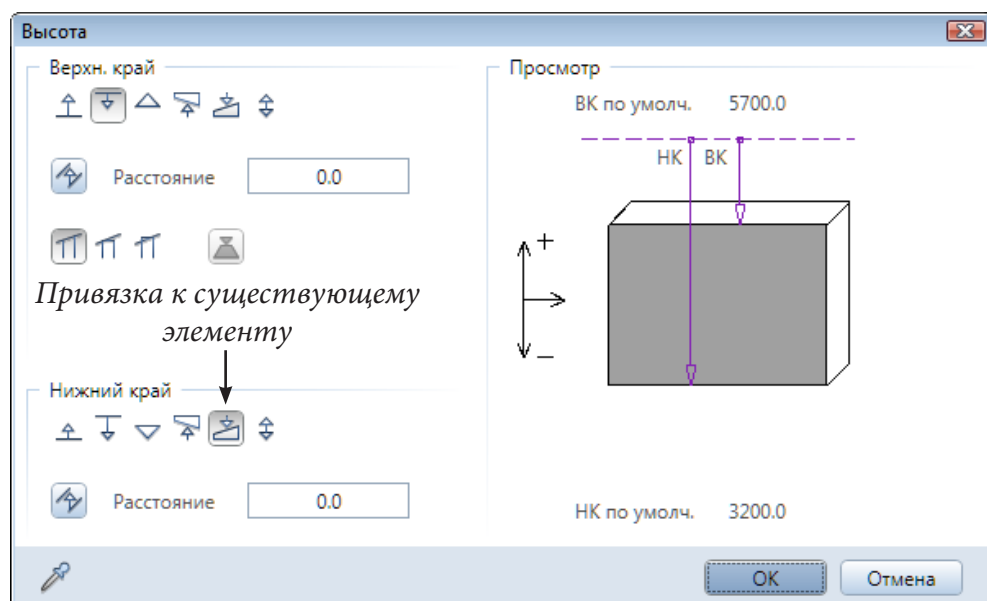 Высота
Верхн. край
Расстояние 0.0
Привязка к существующему
элементу
Нижний край
Расстояние 0.0
Просмотр
ВК по умолч. 5700.0
НК ВК
+
–
НК по умолч. 3200.0
OK Отмена